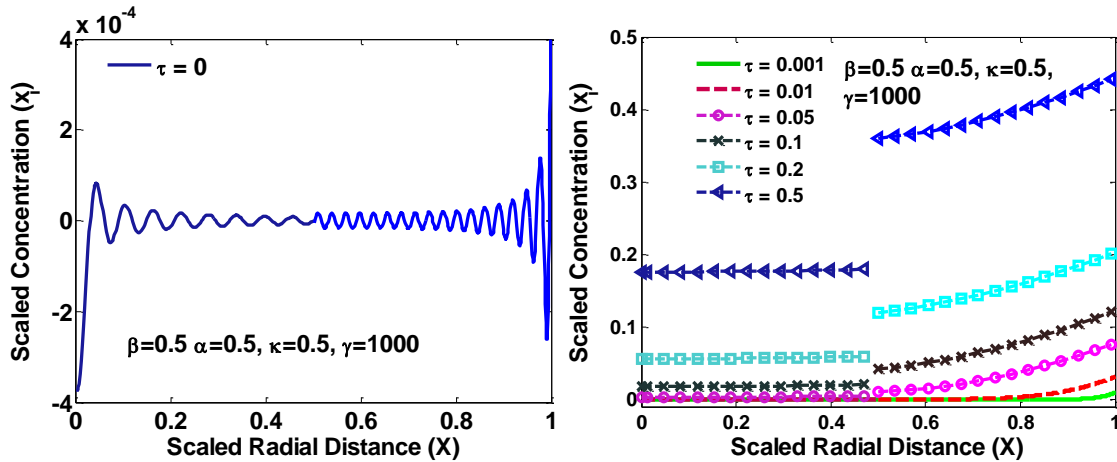 x 10⁻⁴
4
2
0
-2
-4
0 0.2 0.4 0.6 0.8 1
Scaled Concentration (xᵢ)
Scaled Radial Distance (X)
τ = 0
β=0.5 α=0.5, κ=0.5, γ=1000
0.5
0.4
0.3
0.2
0.1
0
0 0.2 0.4 0.6 0.8 1
Scaled Concentration (xᵢ)
Scaled Radial Distance (X)
τ = 0.001
τ = 0.01
τ = 0.05
τ = 0.1
τ = 0.2
τ = 0.5
β=0.5 α=0.5, κ=0.5,
γ=1000